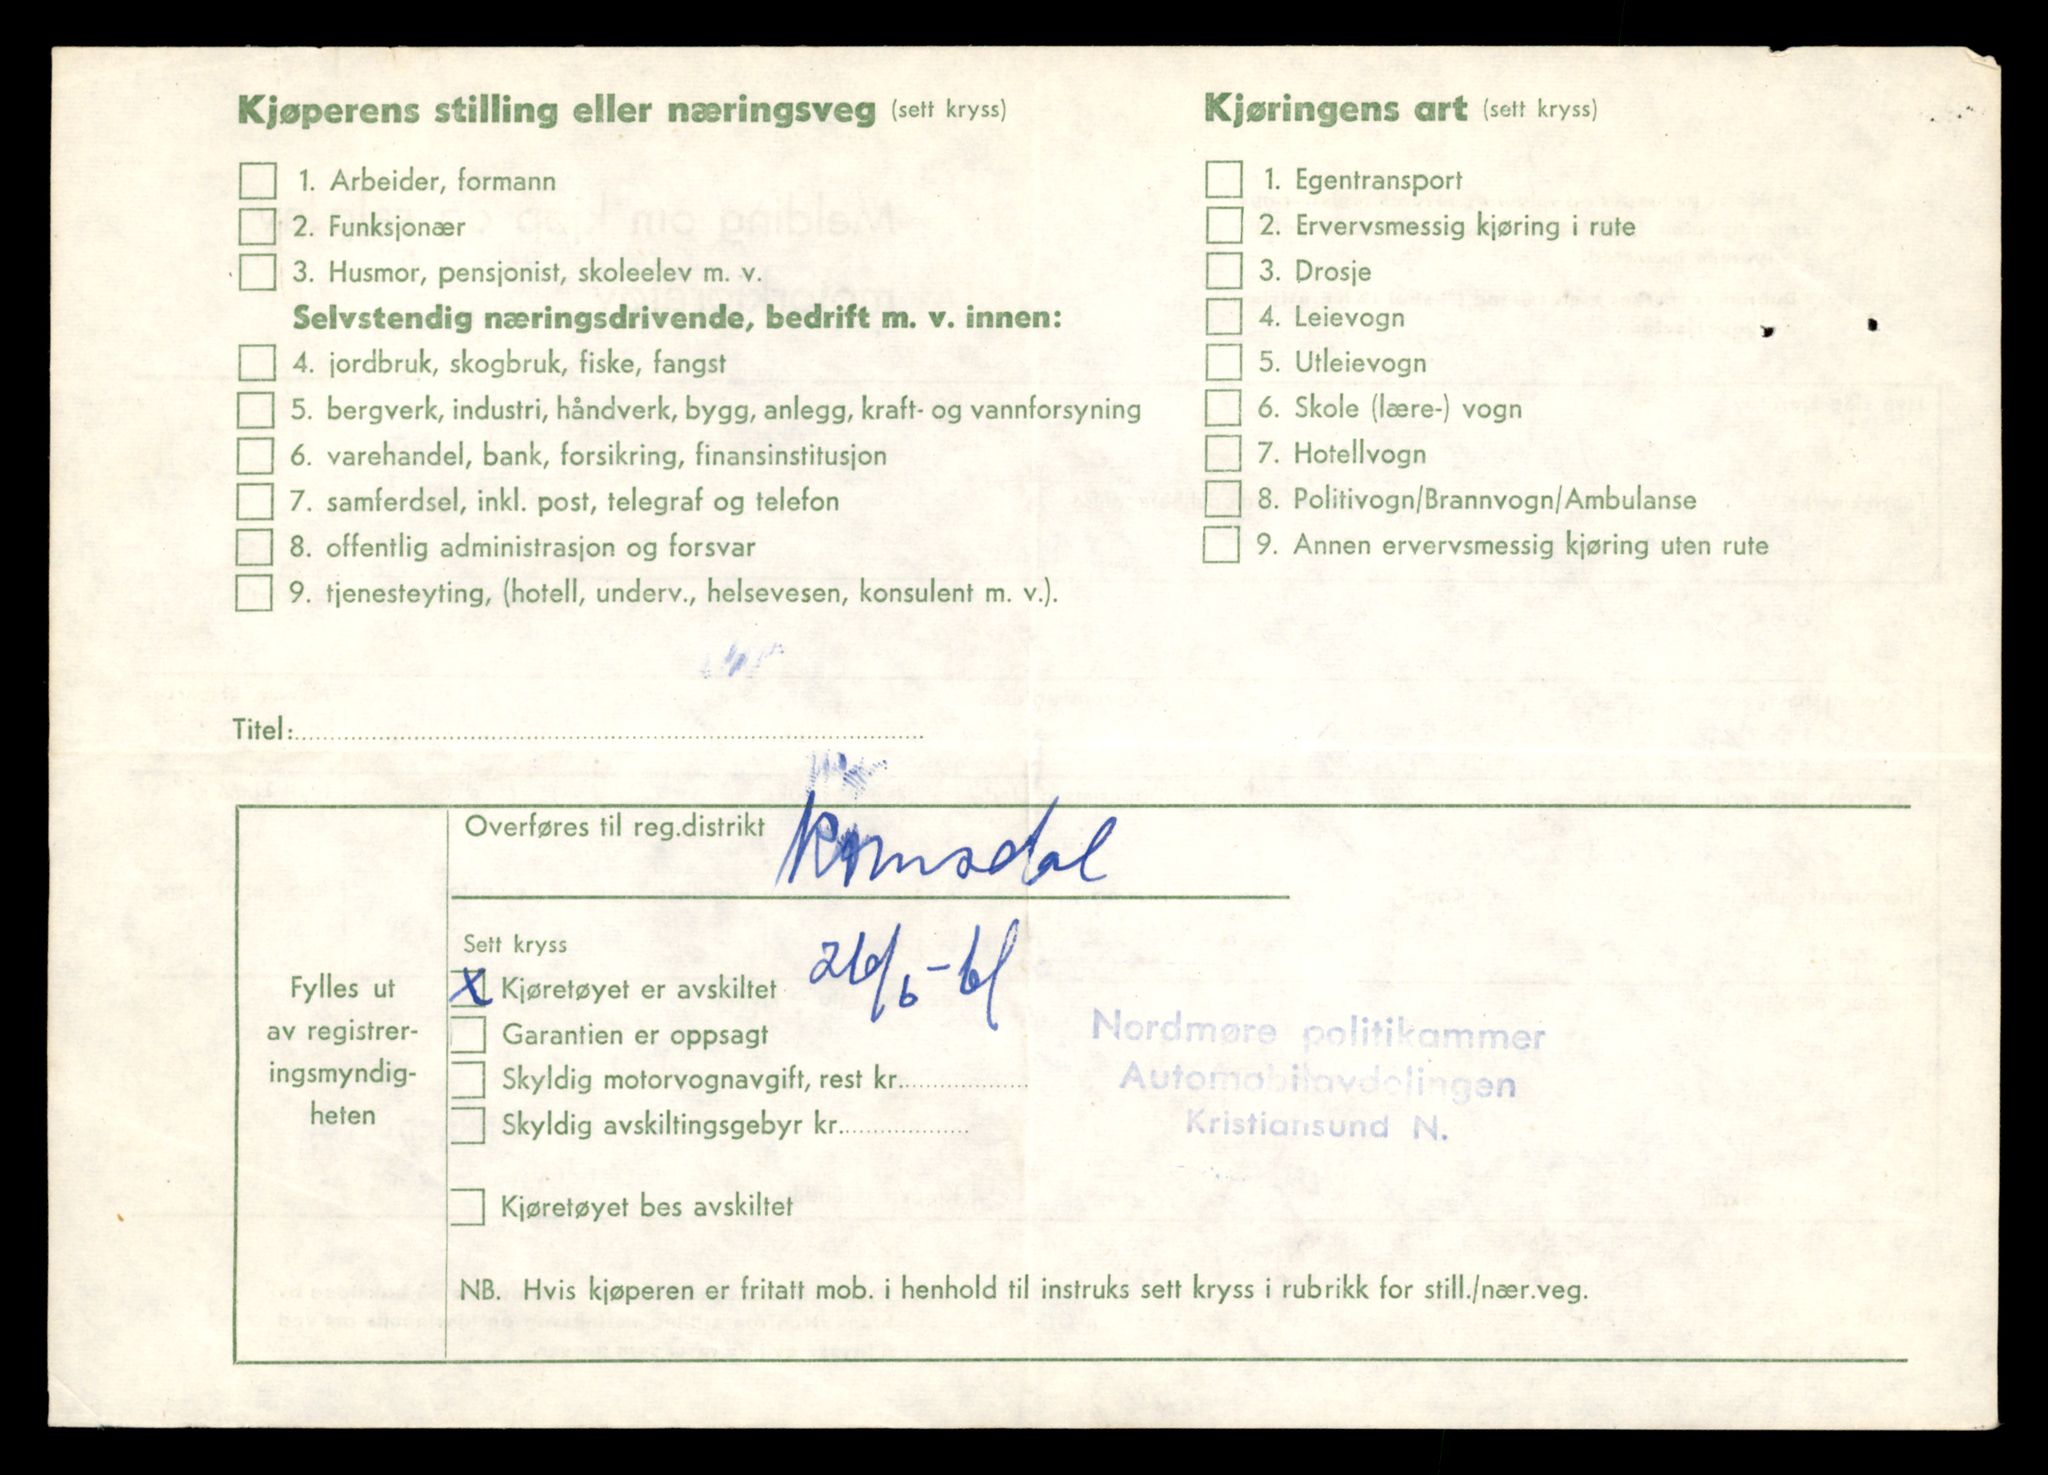 Kjøperens stilling eller næringsveg (sett kryss)
1. Arbeider, formann
2. Funksjonær
3. Husmor, pensjonist, skoleelev m. v.
Selvstendig næringsdrivende, bedrift m. v. innen:
4. jordbruk, skogbruk, fiske, fangst
5. bergverk, industri, håndverk, bygg, anlegg, kraft- og vannforsyning
6. varehandel, bank, forsikring, finansinstitusjon
7. samferdsel, inkl. post, telegraf og telefon
8. offentlig administrasjon og forsvar
9. tjenesteyting, (hotell, underv., helsevesen, konsulent m. v.).
Kjøringens art (sett kryss)
1. Egentransport
2. Ervervsmessig kjøring i rute
3. Drosje
4. Leievogn
5. Utleievogn
6. Skole (lære-) vogn
7. Hotellvogn
8. Politivogn/Brannvogn/Ambulanse
9. Annen ervervsmessig kjøring uten rute
Titel:
Fylles ut
av registrer-
ingsmyndig-
heten
Overføres til reg.distrikt Romsdal
Sett kryss
X Kjøretøyet er avskiltet 26/6-61
Garantien er oppsagt
Skyldig motorvognavgift, rest kr.
Skyldig avskiltingsgebyr kr.
Kjøretøyet bes avskiltet
Nordmøre politikammer
Automobilavdelingen
Kristiansund N.
NB. Hvis kjøperen er fritatt mob. i henhold til instruks sett kryss i rubrikk for still./nær.veg.